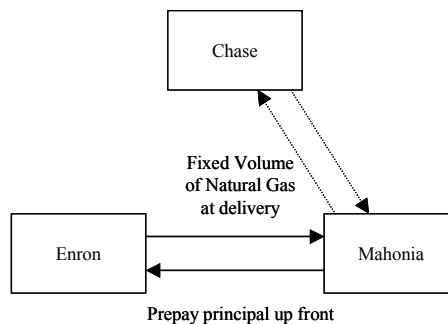 Chase
Fixed Volume
of Natural Gas
at delivery
Enron
Mahonia
Prepay principal up front